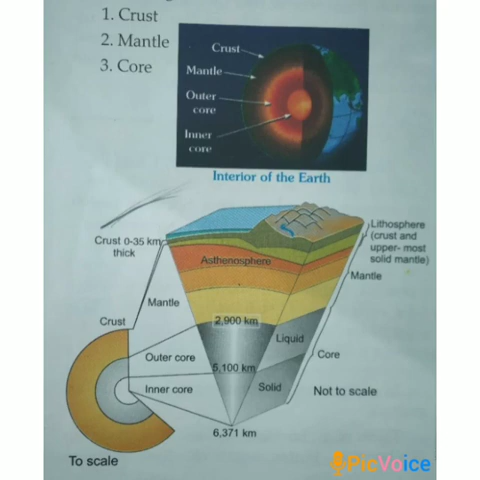 1. Crust
2. Mantle
3. Core
Crust
Mantle
Outer
core
Inner
core
Interior of the Earth
Crust 0-35 km
thick
Lithosphere
(crust and
upper- most
solid mantle)
Asthenosphere
Mantle
Mantle
Crust
2,900 km
Liquid
Outer core
Core
5,100 km
Inner core
Solid
Not to scale
6,371 km
To scale
PicVoice